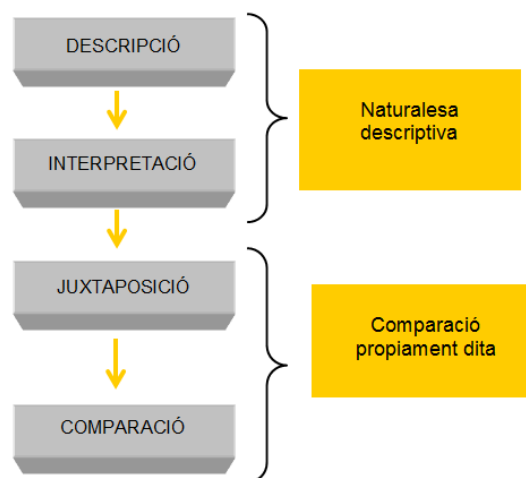 DESCRIPCIÓ
INTERPRETACIÓ
Naturalesa
descriptiva
JUXTAPOSICIÓ
COMPARACIÓ
Comparació
propiament dita